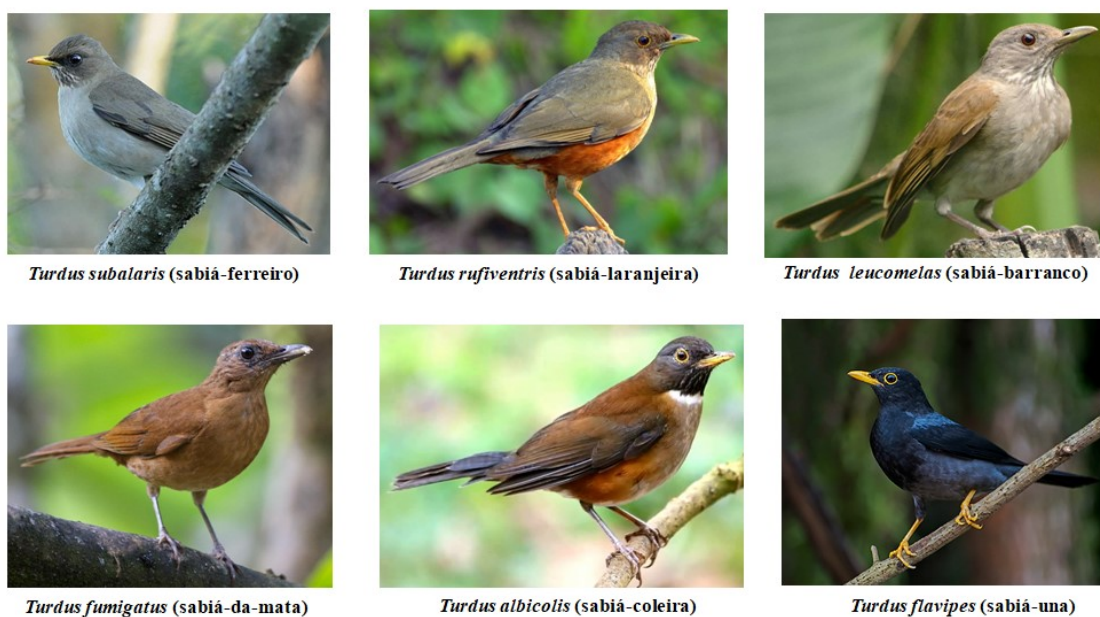 Turdus subalaris (sabiá-ferreiro)
Turdus rufiventris (sabiá-laranjeira)
Turdus leucomelas (sabiá-barranco)
Turdus fumigatus (sabiá-da-mata)
Turdus albicolis (sabiá-coleira)
Turdus flavipes (sabiá-una)